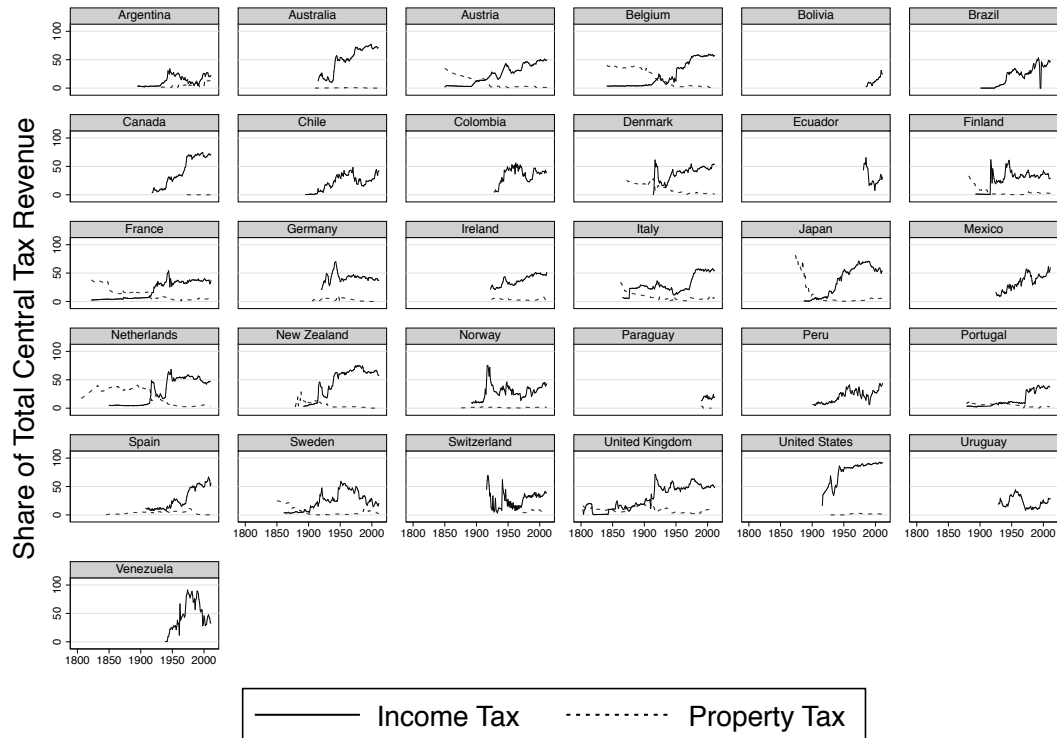 Share of Total Central Tax Revenue
Argentina Australia Austria Belgium Bolivia Brazil
100
50
0
Canada Chile Colombia Denmark Ecuador Finland
100
50
0
France Germany Ireland Italy Japan Mexico
100
50
0
Netherlands New Zealand Norway Paraguay Peru Portugal
100
50
0
Spain Sweden Switzerland United Kingdom United States Uruguay
100
50
0
1800 1850 1900 1950 2000 1800 1850 1900 1950 2000 1800 1850 1900 1950 2000 1800 1850 1900 1950 2000 1800 1850 1900 1950 2000
Venezuela
100
50
0
1800 1850 1900 1950 2000
Income Tax Property Tax